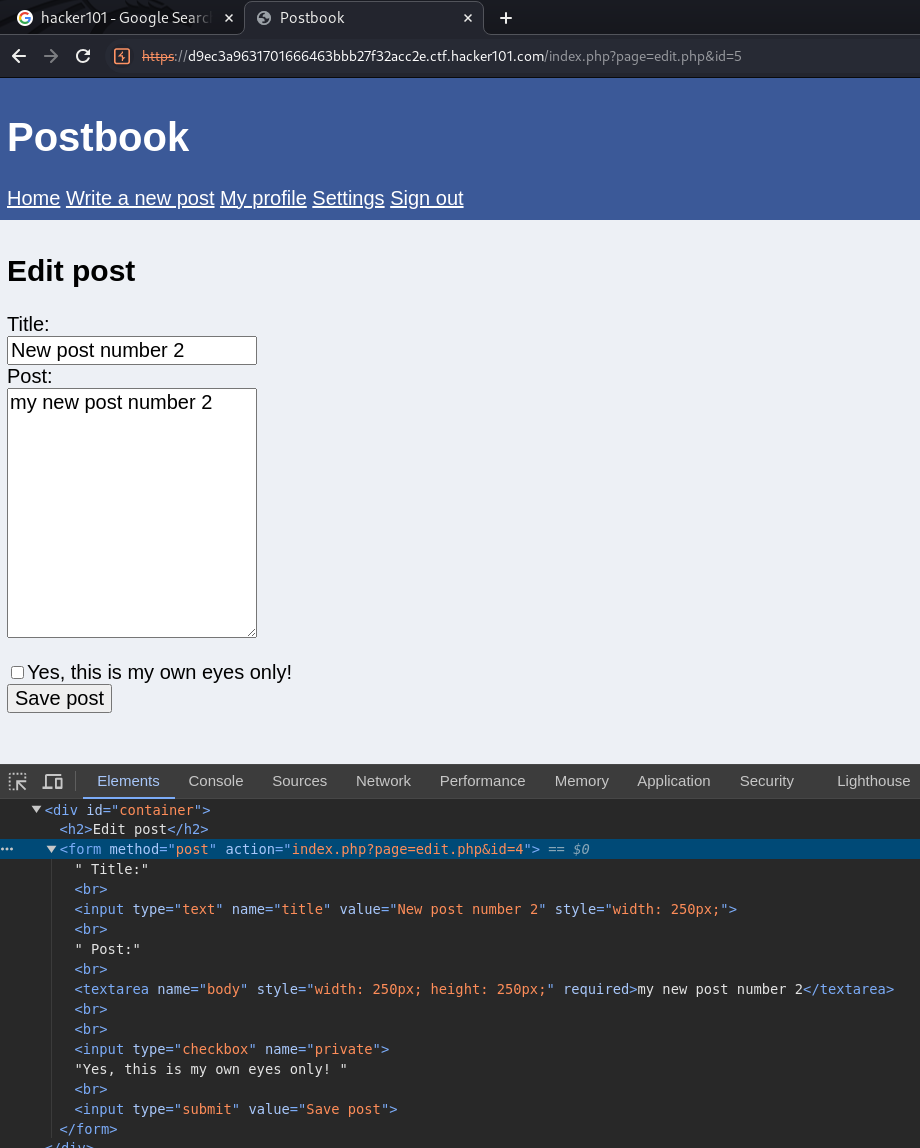 hacker101 - Google Searc
Postbook
https://d9ec3a9631701666463bbb27f32acc2e.ctf.hacker101.com/index.php?page=edit.php&id=5
Postbook
Home Write a new post My profile Settings Sign out
Edit post
Title:
New post number 2
Post:
my new post number 2
Yes, this is my own eyes only!
Save post
Elements Console Sources Network Performance Memory Application Security Lighthouse
<div id="container">
<h2>Edit post</h2>
<form method="post" action="index.php?page=edit.php&id=4"> == $0
" Title:"
<br>
<input type="text" name="title" value="New post number 2" style="width: 250px;">
<br>
" Post:"
<br>
<textarea name="body" style="width: 250px; height: 250px;" required>my new post number 2</textarea>
<br>
<br>
<input type="checkbox" name="private">
"Yes, this is my own eyes only! "
<br>
<input type="submit" value="Save post">
</form>
</div>